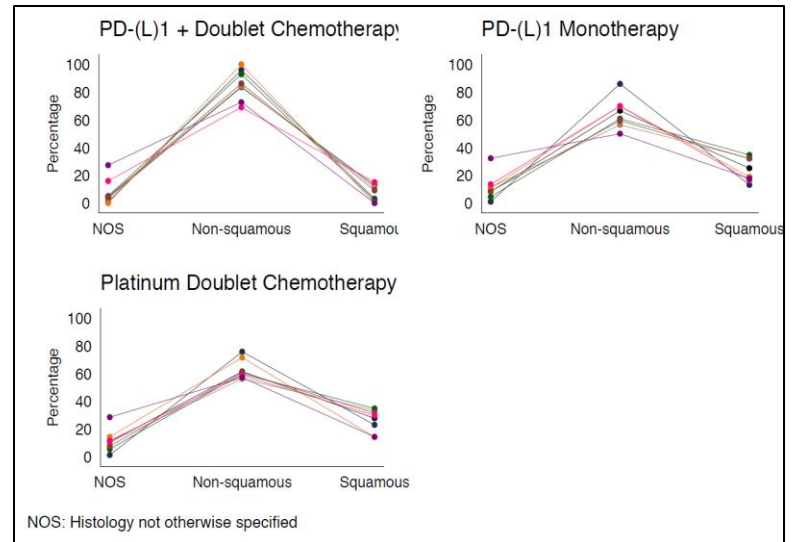 PD-(L)1 + Doublet Chemotherapy
Percentage
100
80
60
40
20
0
NOS
Non-squamous
Squamou
PD-(L)1 Monotherapy
Percentage
100
80
60
40
20
0
NOS
Non-squamous
Squamous
Platinum Doublet Chemotherapy
Percentage
100
80
60
40
20
0
NOS
Non-squamous
Squamous
NOS: Histology not otherwise specified